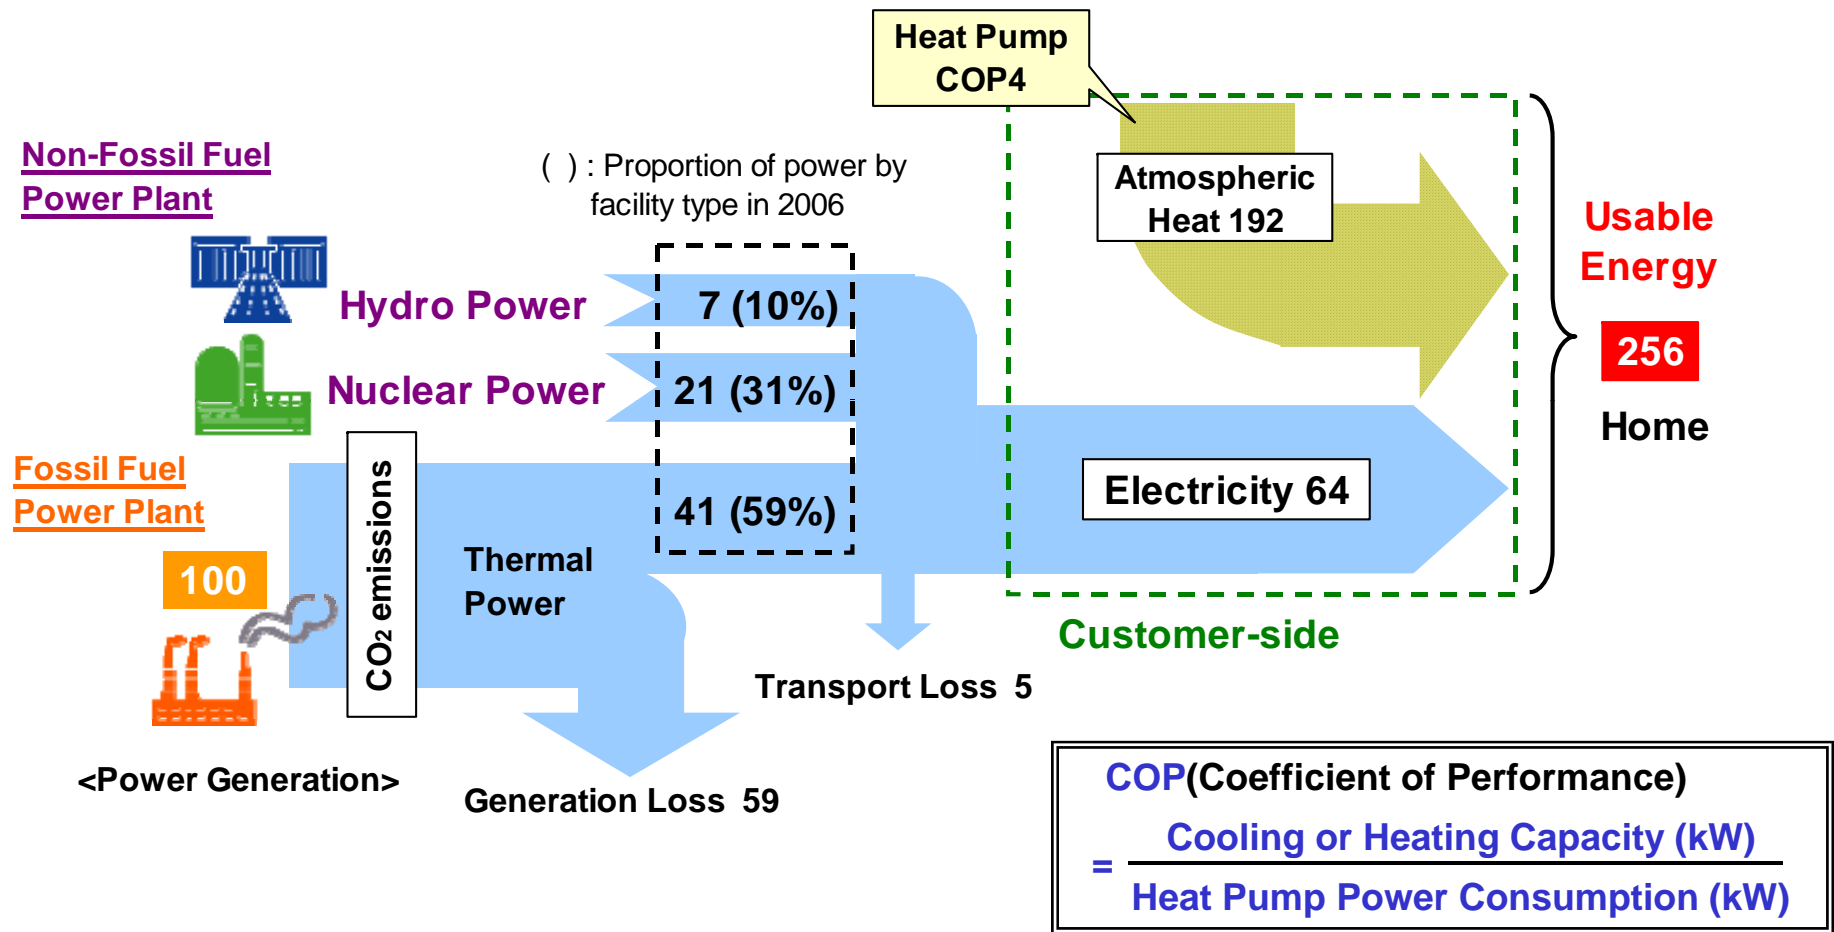 Heat Pump
COP4
Non-Fossil Fuel
Power Plant
( ) : Proportion of power by
facility type in 2006
Atmospheric
Heat 192
Usable
Energy
256
Home
Hydro Power
7 (10%)
Nuclear Power
21 (31%)
Fossil Fuel
Power Plant
100
CO₂ emissions
Thermal
Power
41 (59%)
Electricity 64
Customer-side
Transport Loss 5
<Power Generation>
Generation Loss 59
COP(Coefficient of Performance)
= Cooling or Heating Capacity (kW)
Heat Pump Power Consumption (kW)